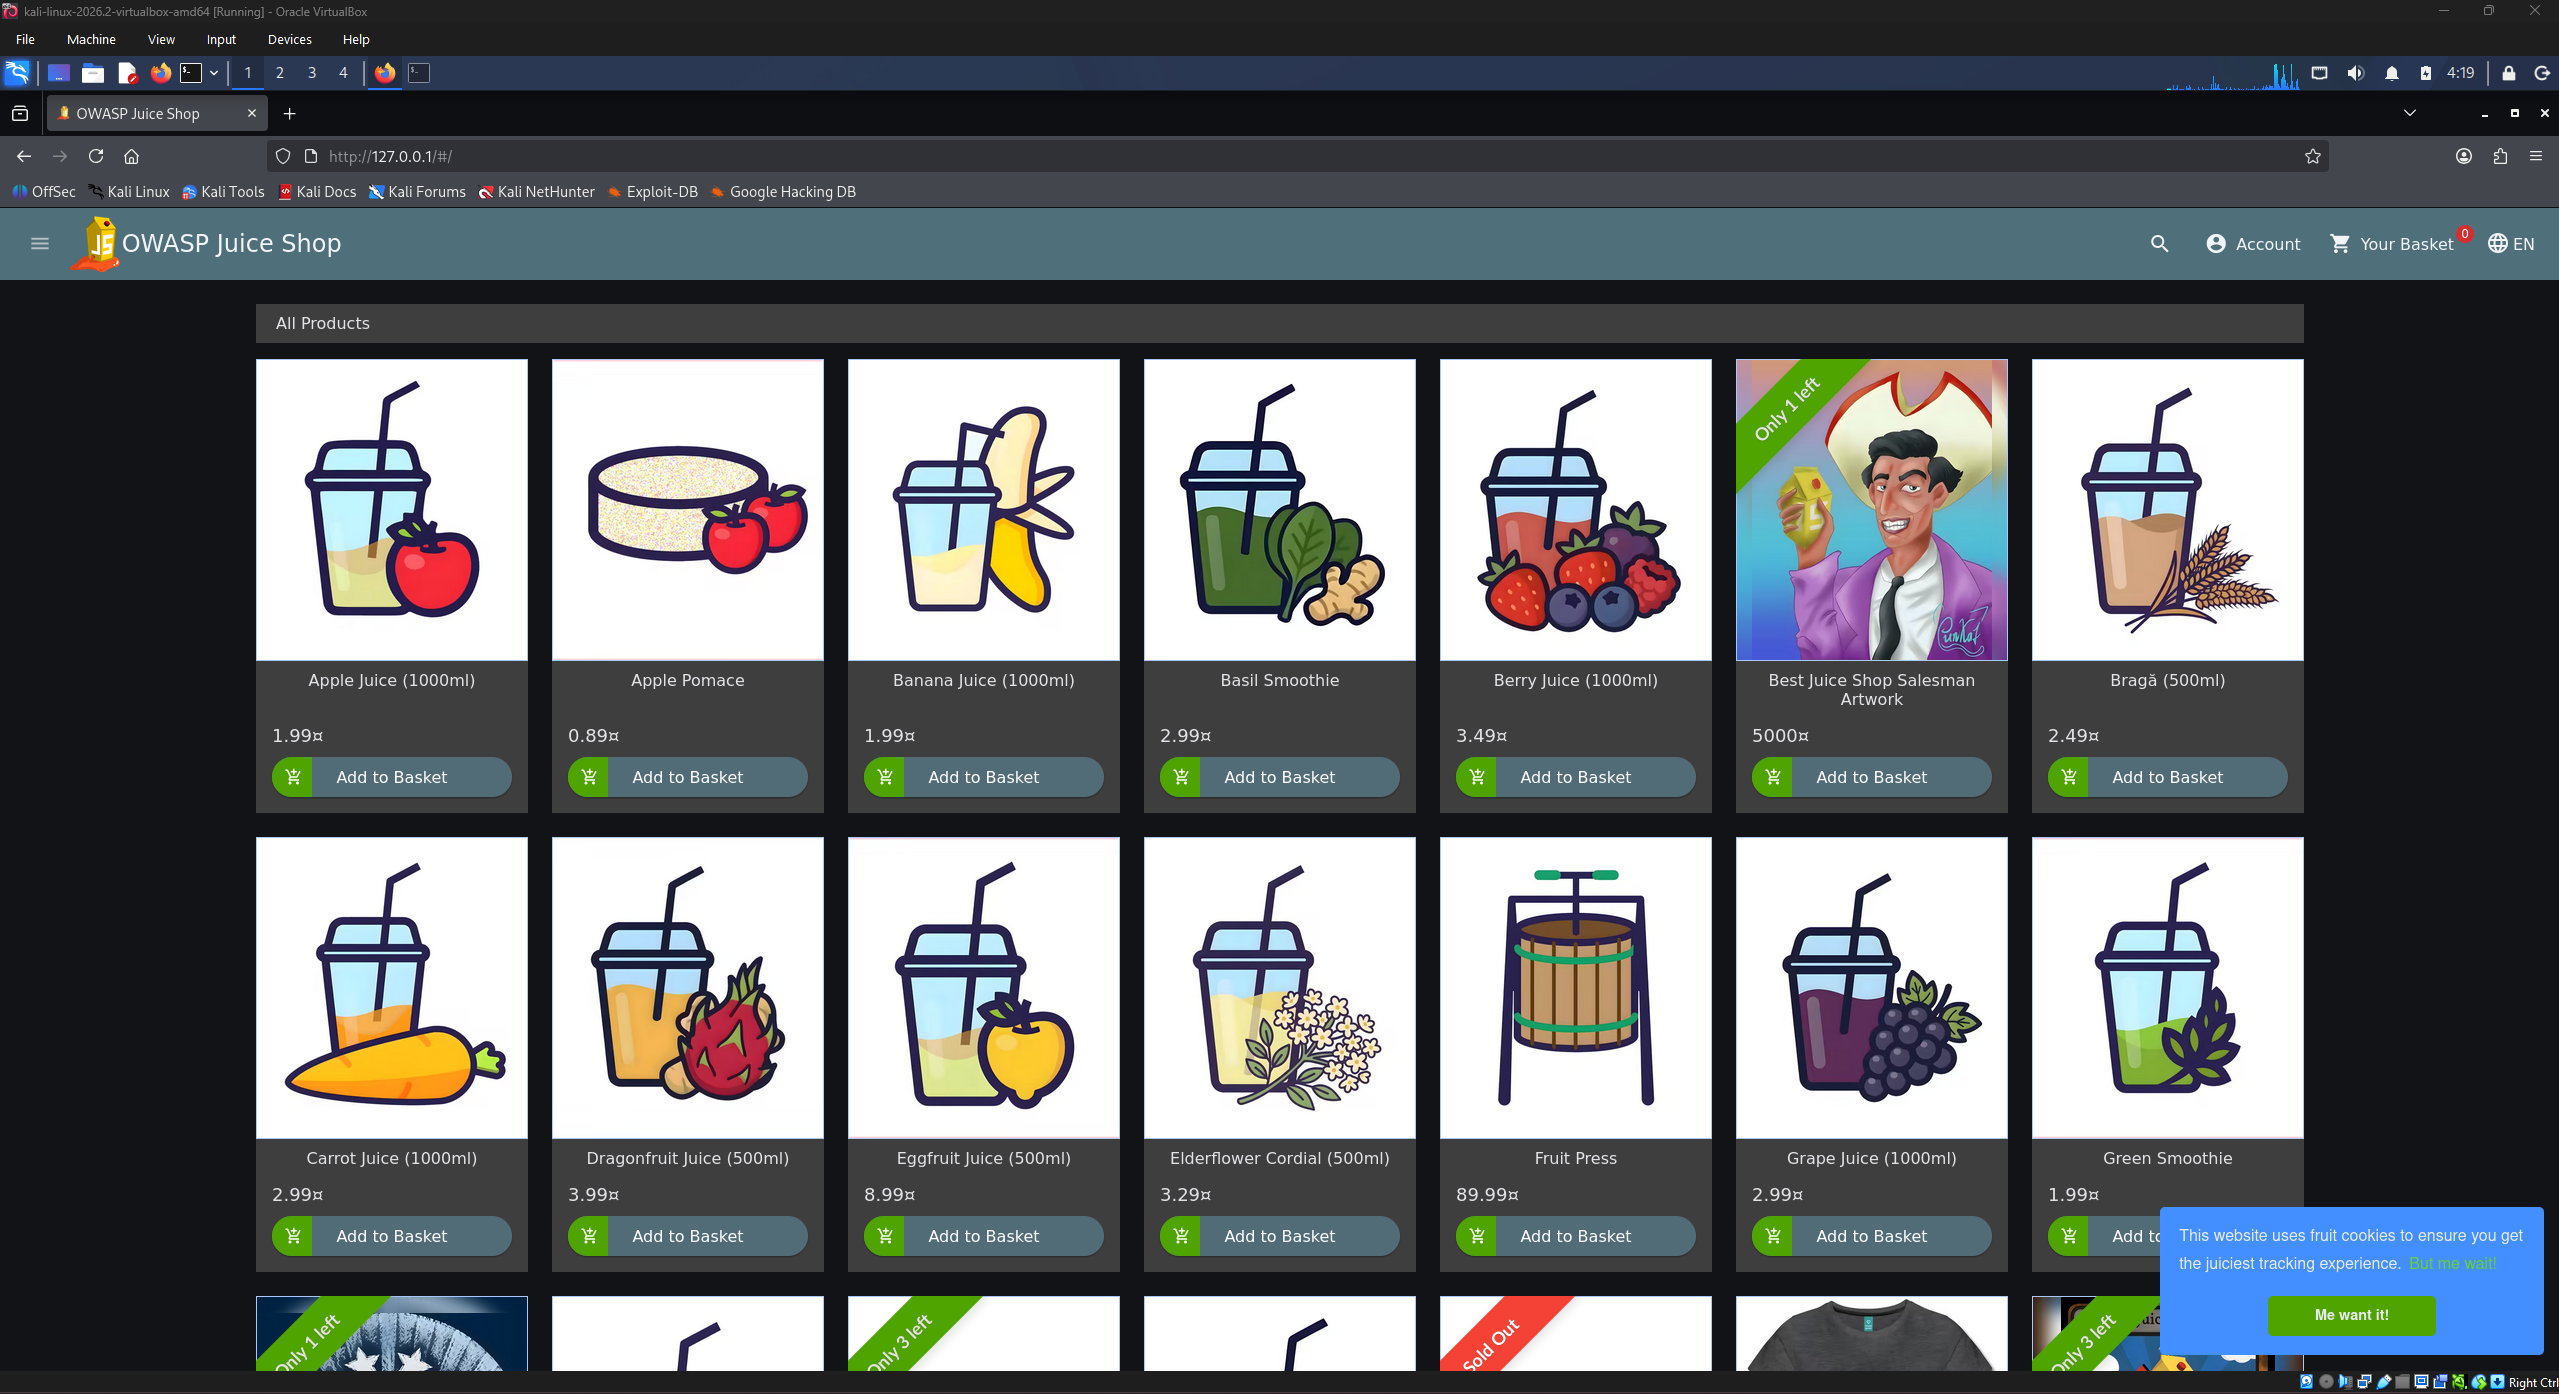 kali-linux-2026.2-virtualbox-amd64 [Running] - Oracle VirtualBox
File Machine View Input Devices Help
1 2 3 4 4:19
OWASP Juice Shop
http://127.0.0.1/#/
OffSec Kali Linux Kali Tools Kali Docs Kali Forums Kali NetHunter Exploit-DB Google Hacking DB
JS OWASP Juice Shop Account Your Basket 0 EN
All Products
Only 1 left
Apple Juice (1000ml)
1.99¤
Add to Basket
Apple Pomace
0.89¤
Add to Basket
Banana Juice (1000ml)
1.99¤
Add to Basket
Basil Smoothie
2.99¤
Add to Basket
Berry Juice (1000ml)
3.49¤
Add to Basket
Best Juice Shop Salesman
Artwork
5000¤
Add to Basket
Bragă (500ml)
2.49¤
Add to Basket
Carrot Juice (1000ml)
2.99¤
Add to Basket
Dragonfruit Juice (500ml)
3.99¤
Add to Basket
Eggfruit Juice (500ml)
8.99¤
Add to Basket
Elderflower Cordial (500ml)
3.29¤
Add to Basket
Fruit Press
89.99¤
Add to Basket
Grape Juice (1000ml)
2.99¤
Add to Basket
Green Smoothie
1.99¤
Add to
Only 1 left
Only 3 left
Sold Out
Only 3 left
This website uses fruit cookies to ensure you get
the juiciest tracking experience. But me wait!
Me want it!
Right Ctrl